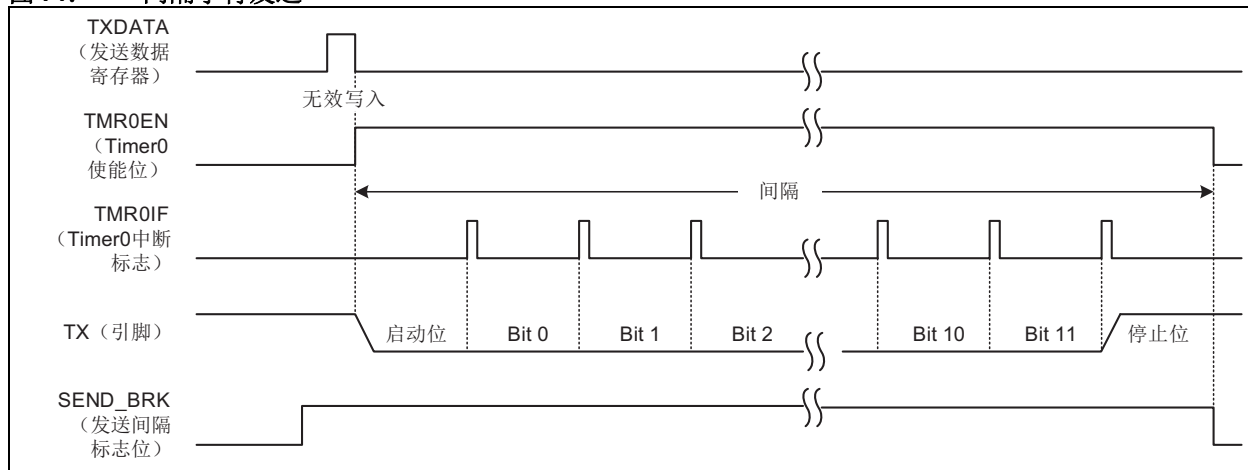 TXDATA
（发送数据
寄存器）
无效写入
TMR0EN
（Timer0
使能位）
间隔
TMR0IF
（Timer0中断
标志）
TX（引脚）
启动位
Bit 0
Bit 1
Bit 2
Bit 10
Bit 11
停止位
SEND_BRK
（发送间隔
标志位）